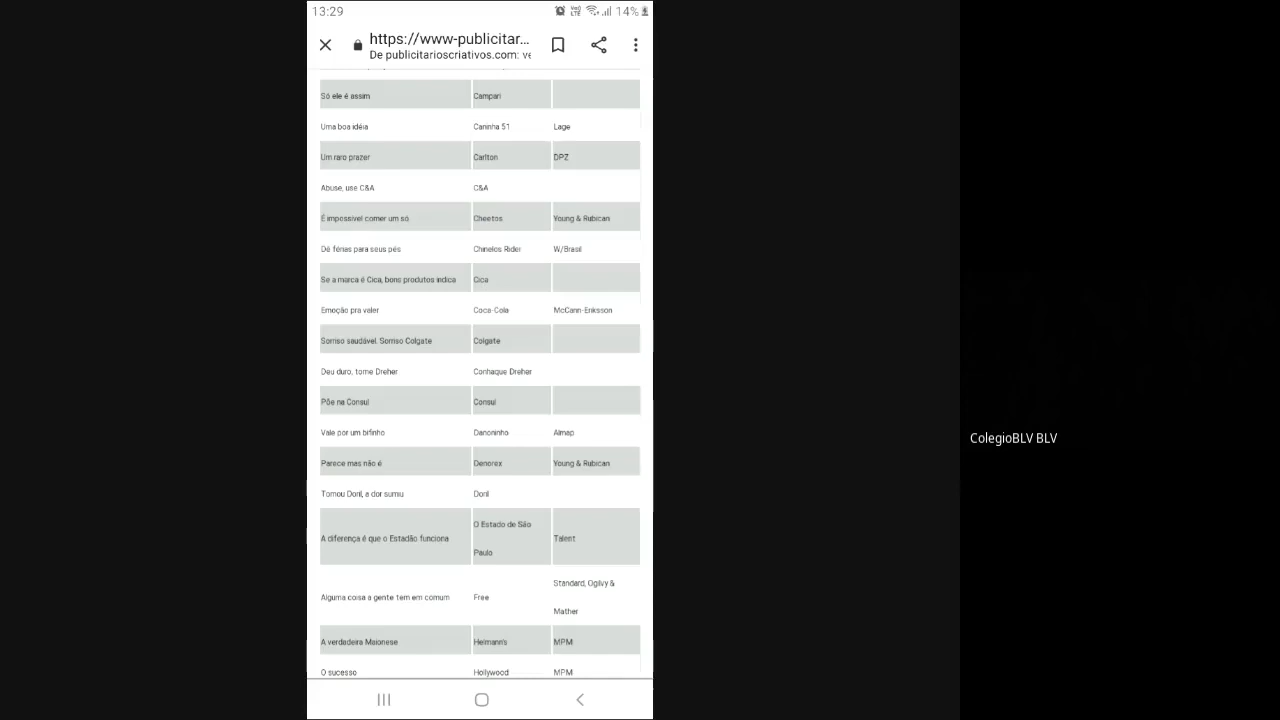 13:29 14%
https://www-publicitar...
De publicitarioscriativos.com: ve
Só ele é assim Campari
Uma boa idéia Caninha 51 Lage
Um raro prazer Carlton DPZ
Abuse, use C&A C&A
É impossível comer um só Cheetos Young & Rubican
Dê férias para seus pés Chinelos Rider W/Brasil
Se a marca é Cica, bons produtos indica Cica
Emoção pra valer Coca-Cola McCann-Eriksson
Sorriso saudável. Sorriso Colgate Colgate
Deu duro, tome Dreher Conhaque Dreher
Põe na Consul Consul
Vale por um bifinho Danoninho Almap
Parece mas não é Denorex Young & Rubican
Tomou Doril, a dor sumiu Doril
A diferença é que o Estadão funciona O Estado de São Paulo Talent
Alguma coisa a gente tem em comum Free Standard, Ogilvy & Mather
A verdadeira Maionese Helmann's MPM
O sucesso Hollywood MPM
ColegioBLV BLV